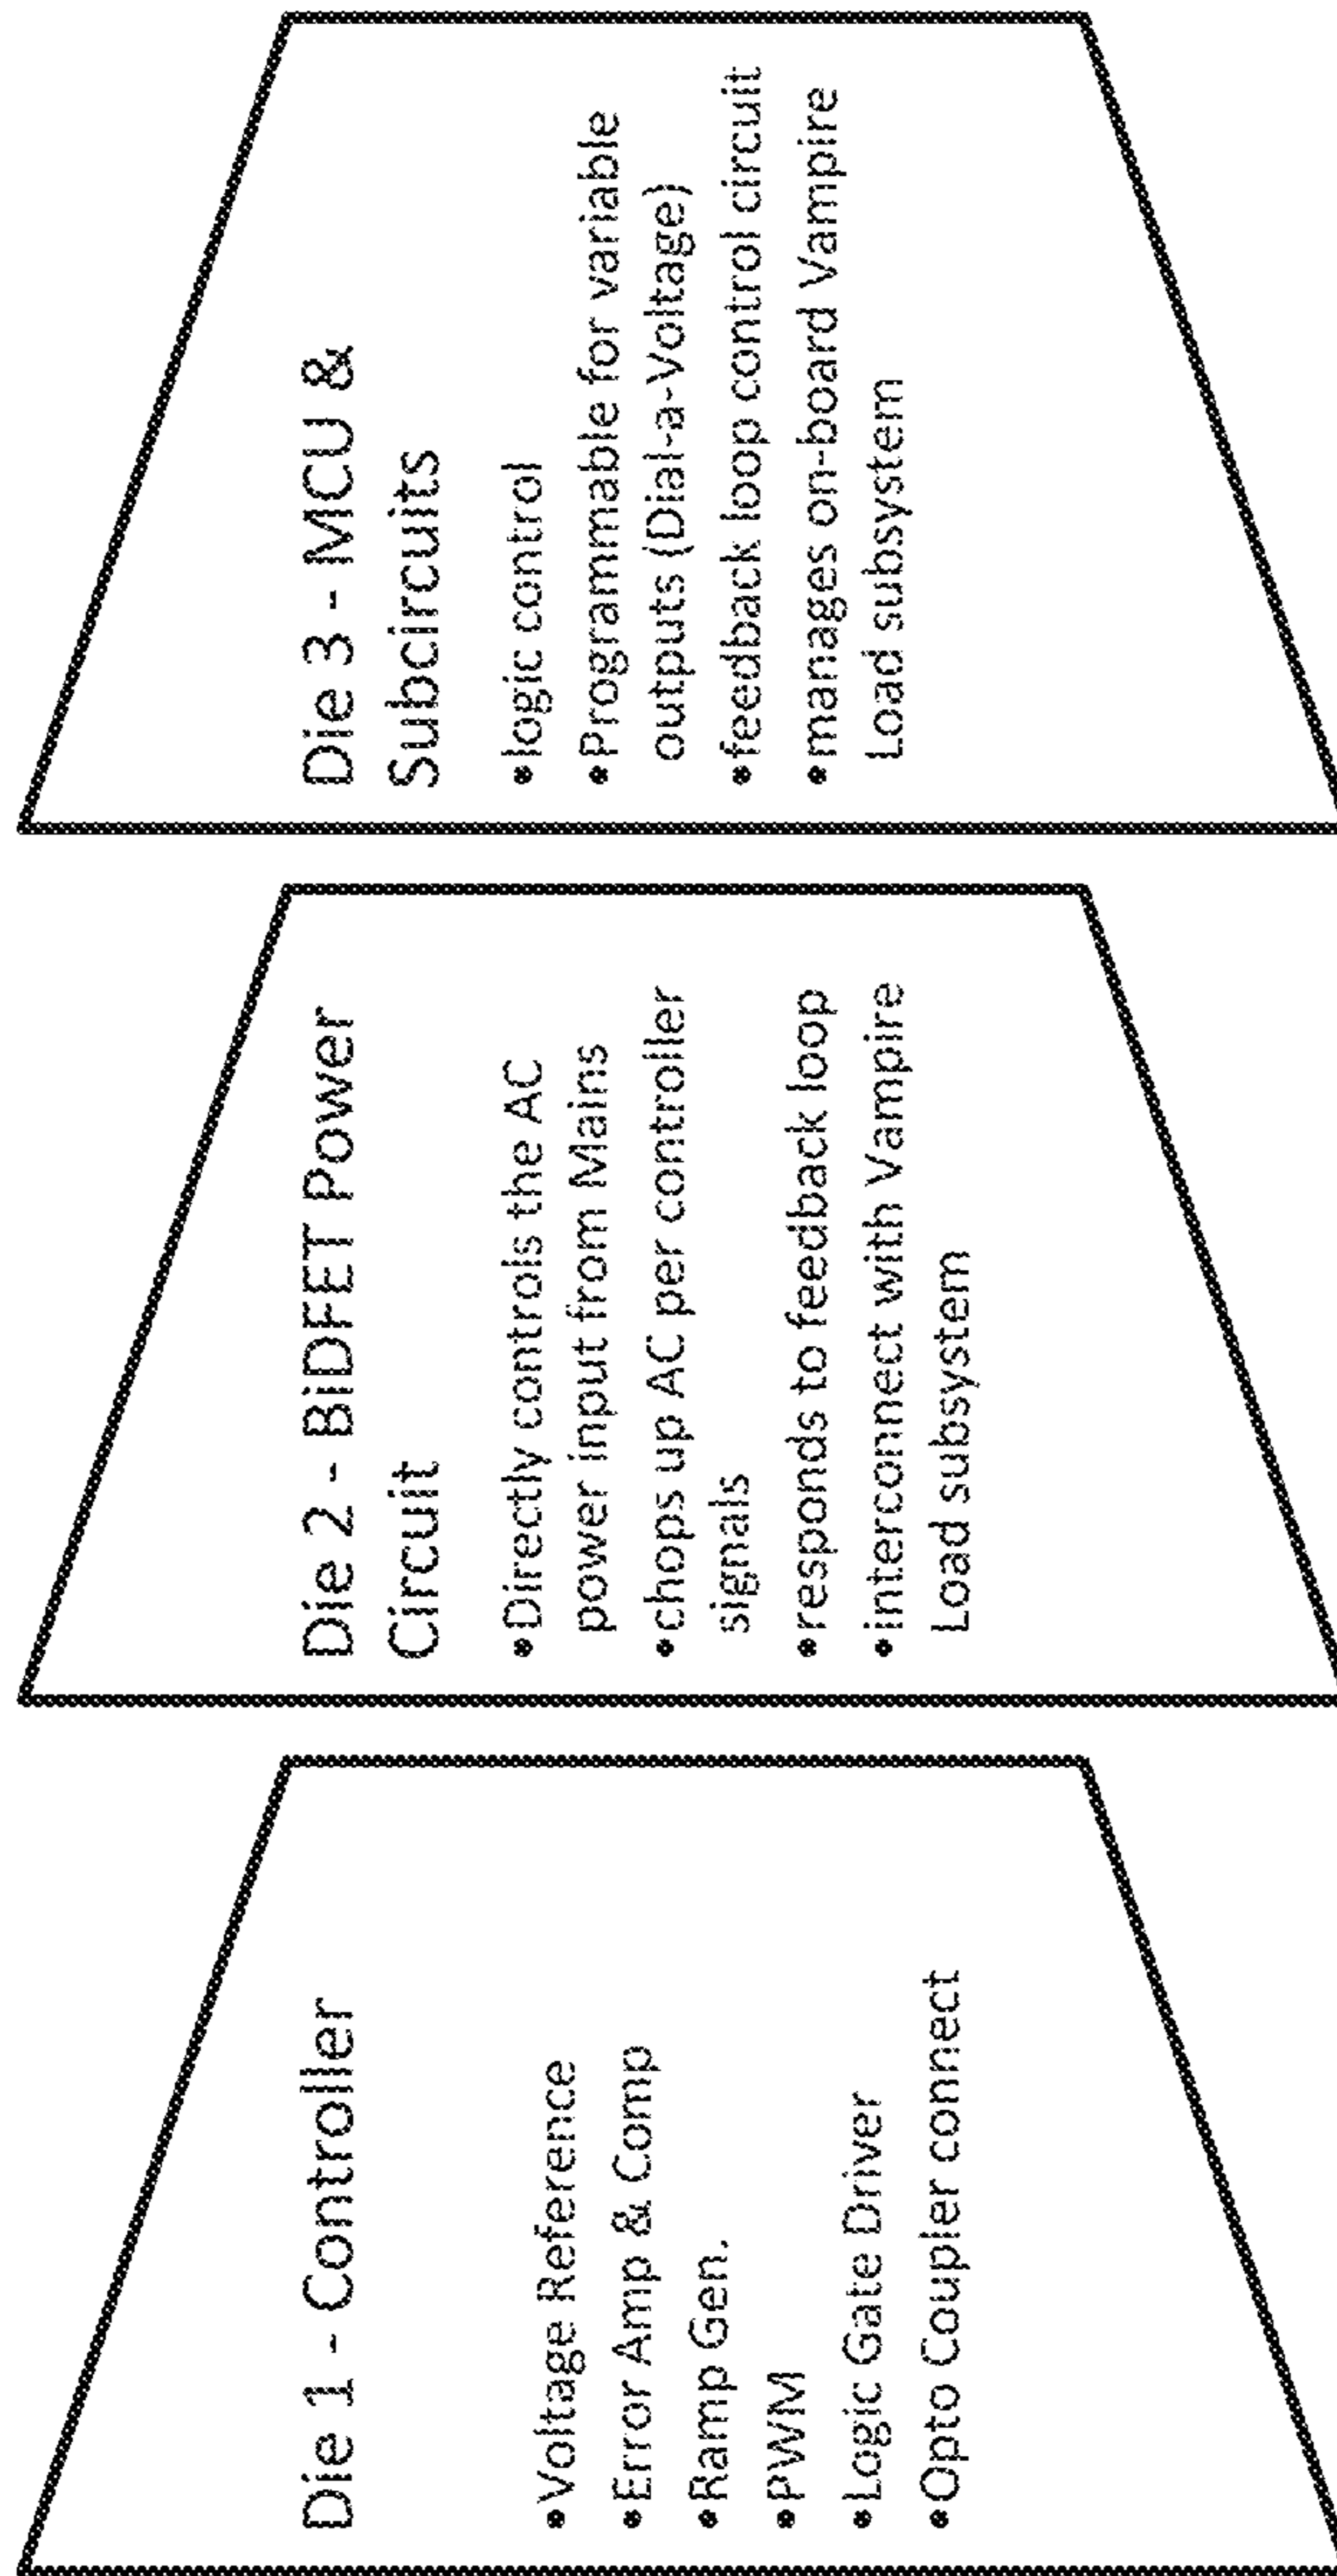 Die 1 - Controller
•Voltage Reference
•Error Amp & Comp
•Ramp Gen.
•PWM
•Logic Gate Driver
•Opto Coupler connect
Die 2 - BiDFET Power
Circuit
•Directly controls the AC
power input from Mains
•chops up AC per controller
signals
•responds to feedback loop
•interconnect with Vampire
Load subsystem
Die 3 - MCU &
Subcircuits
•logic control
•Programmable for variable
outputs (Dial-a-Voltage)
•feedback loop control circuit
•manages on-board Vampire
Load subsystem